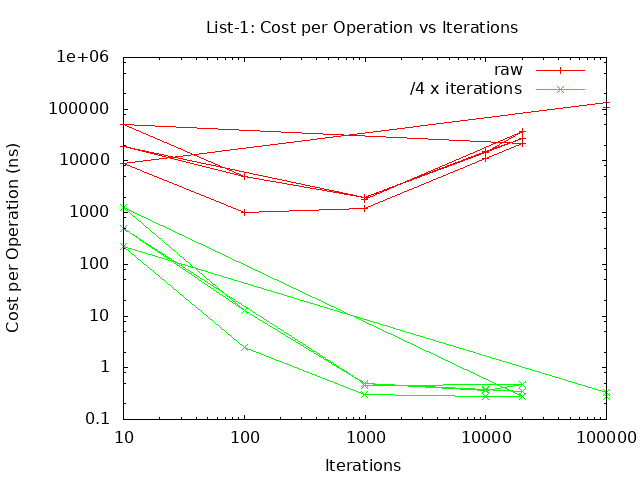 List-1: Cost per Operation vs Iterations
1e+06
100000
10000
1000
100
10
1
0.1
Cost per Operation (ns)
raw
/4 x iterations
10 100 1000 10000 100000
Iterations